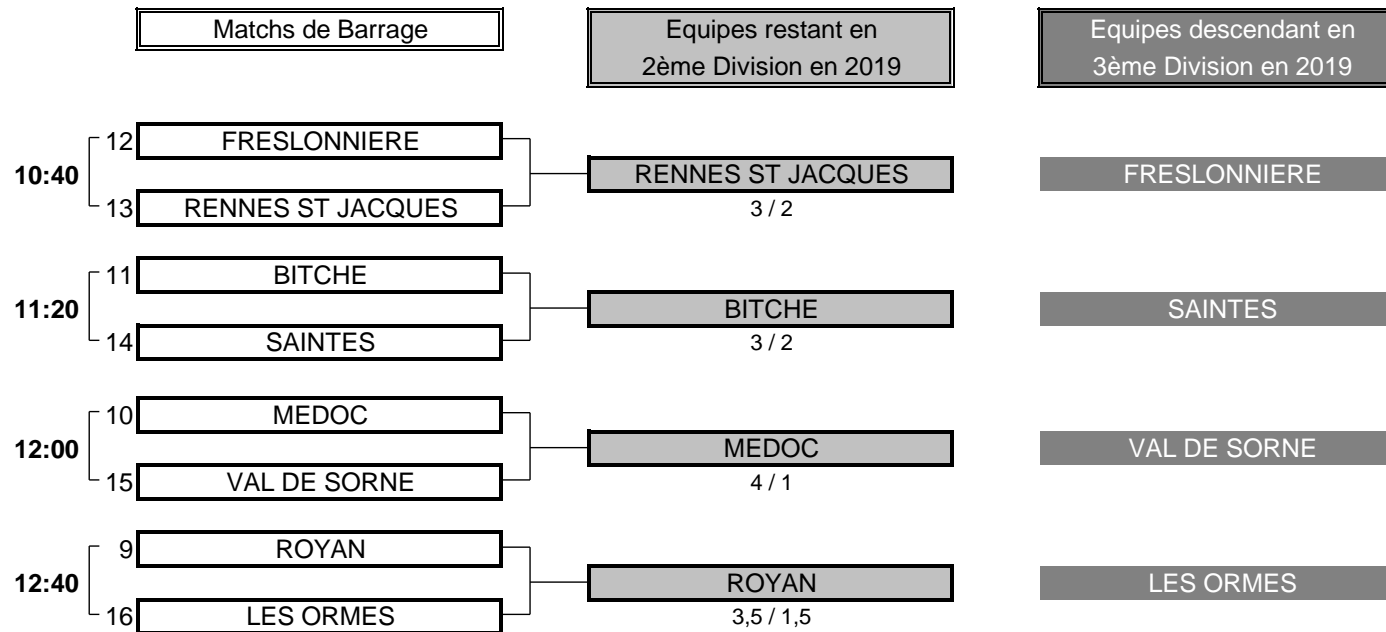 Matchs de Barrage
Equipes restant en
2ème Division en 2019
Equipes descendant en
3ème Division en 2019
12 FRESLONNIERE
10:40 RENNES ST JACQUES FRESLONNIERE
13 RENNES ST JACQUES 3 / 2
11 BITCHE
11:20 BITCHE SAINTES
14 SAINTES 3 / 2
10 MEDOC
12:00 MEDOC VAL DE SORNE
15 VAL DE SORNE 4 / 1
9 ROYAN
12:40 ROYAN LES ORMES
16 LES ORMES 3,5 / 1,5